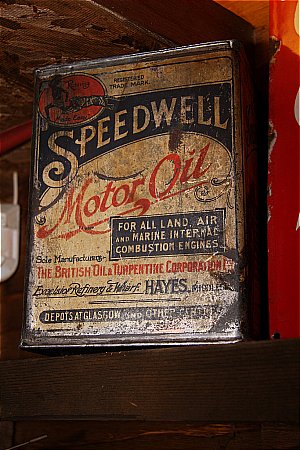 REGISTERED
TRADE MARK.
SPEEDWELL
Motor Oil
FOR ALL LAND, AIR
AND MARINE INTERNAL
COMBUSTION ENGINES
Sole Manufacturers-
THE BRITISH OIL & TURPENTINE CORPORATION LTD
Excelsior Refinery & Wharf. HAYES,
DEPOTS AT GLASGOW AND OTHER